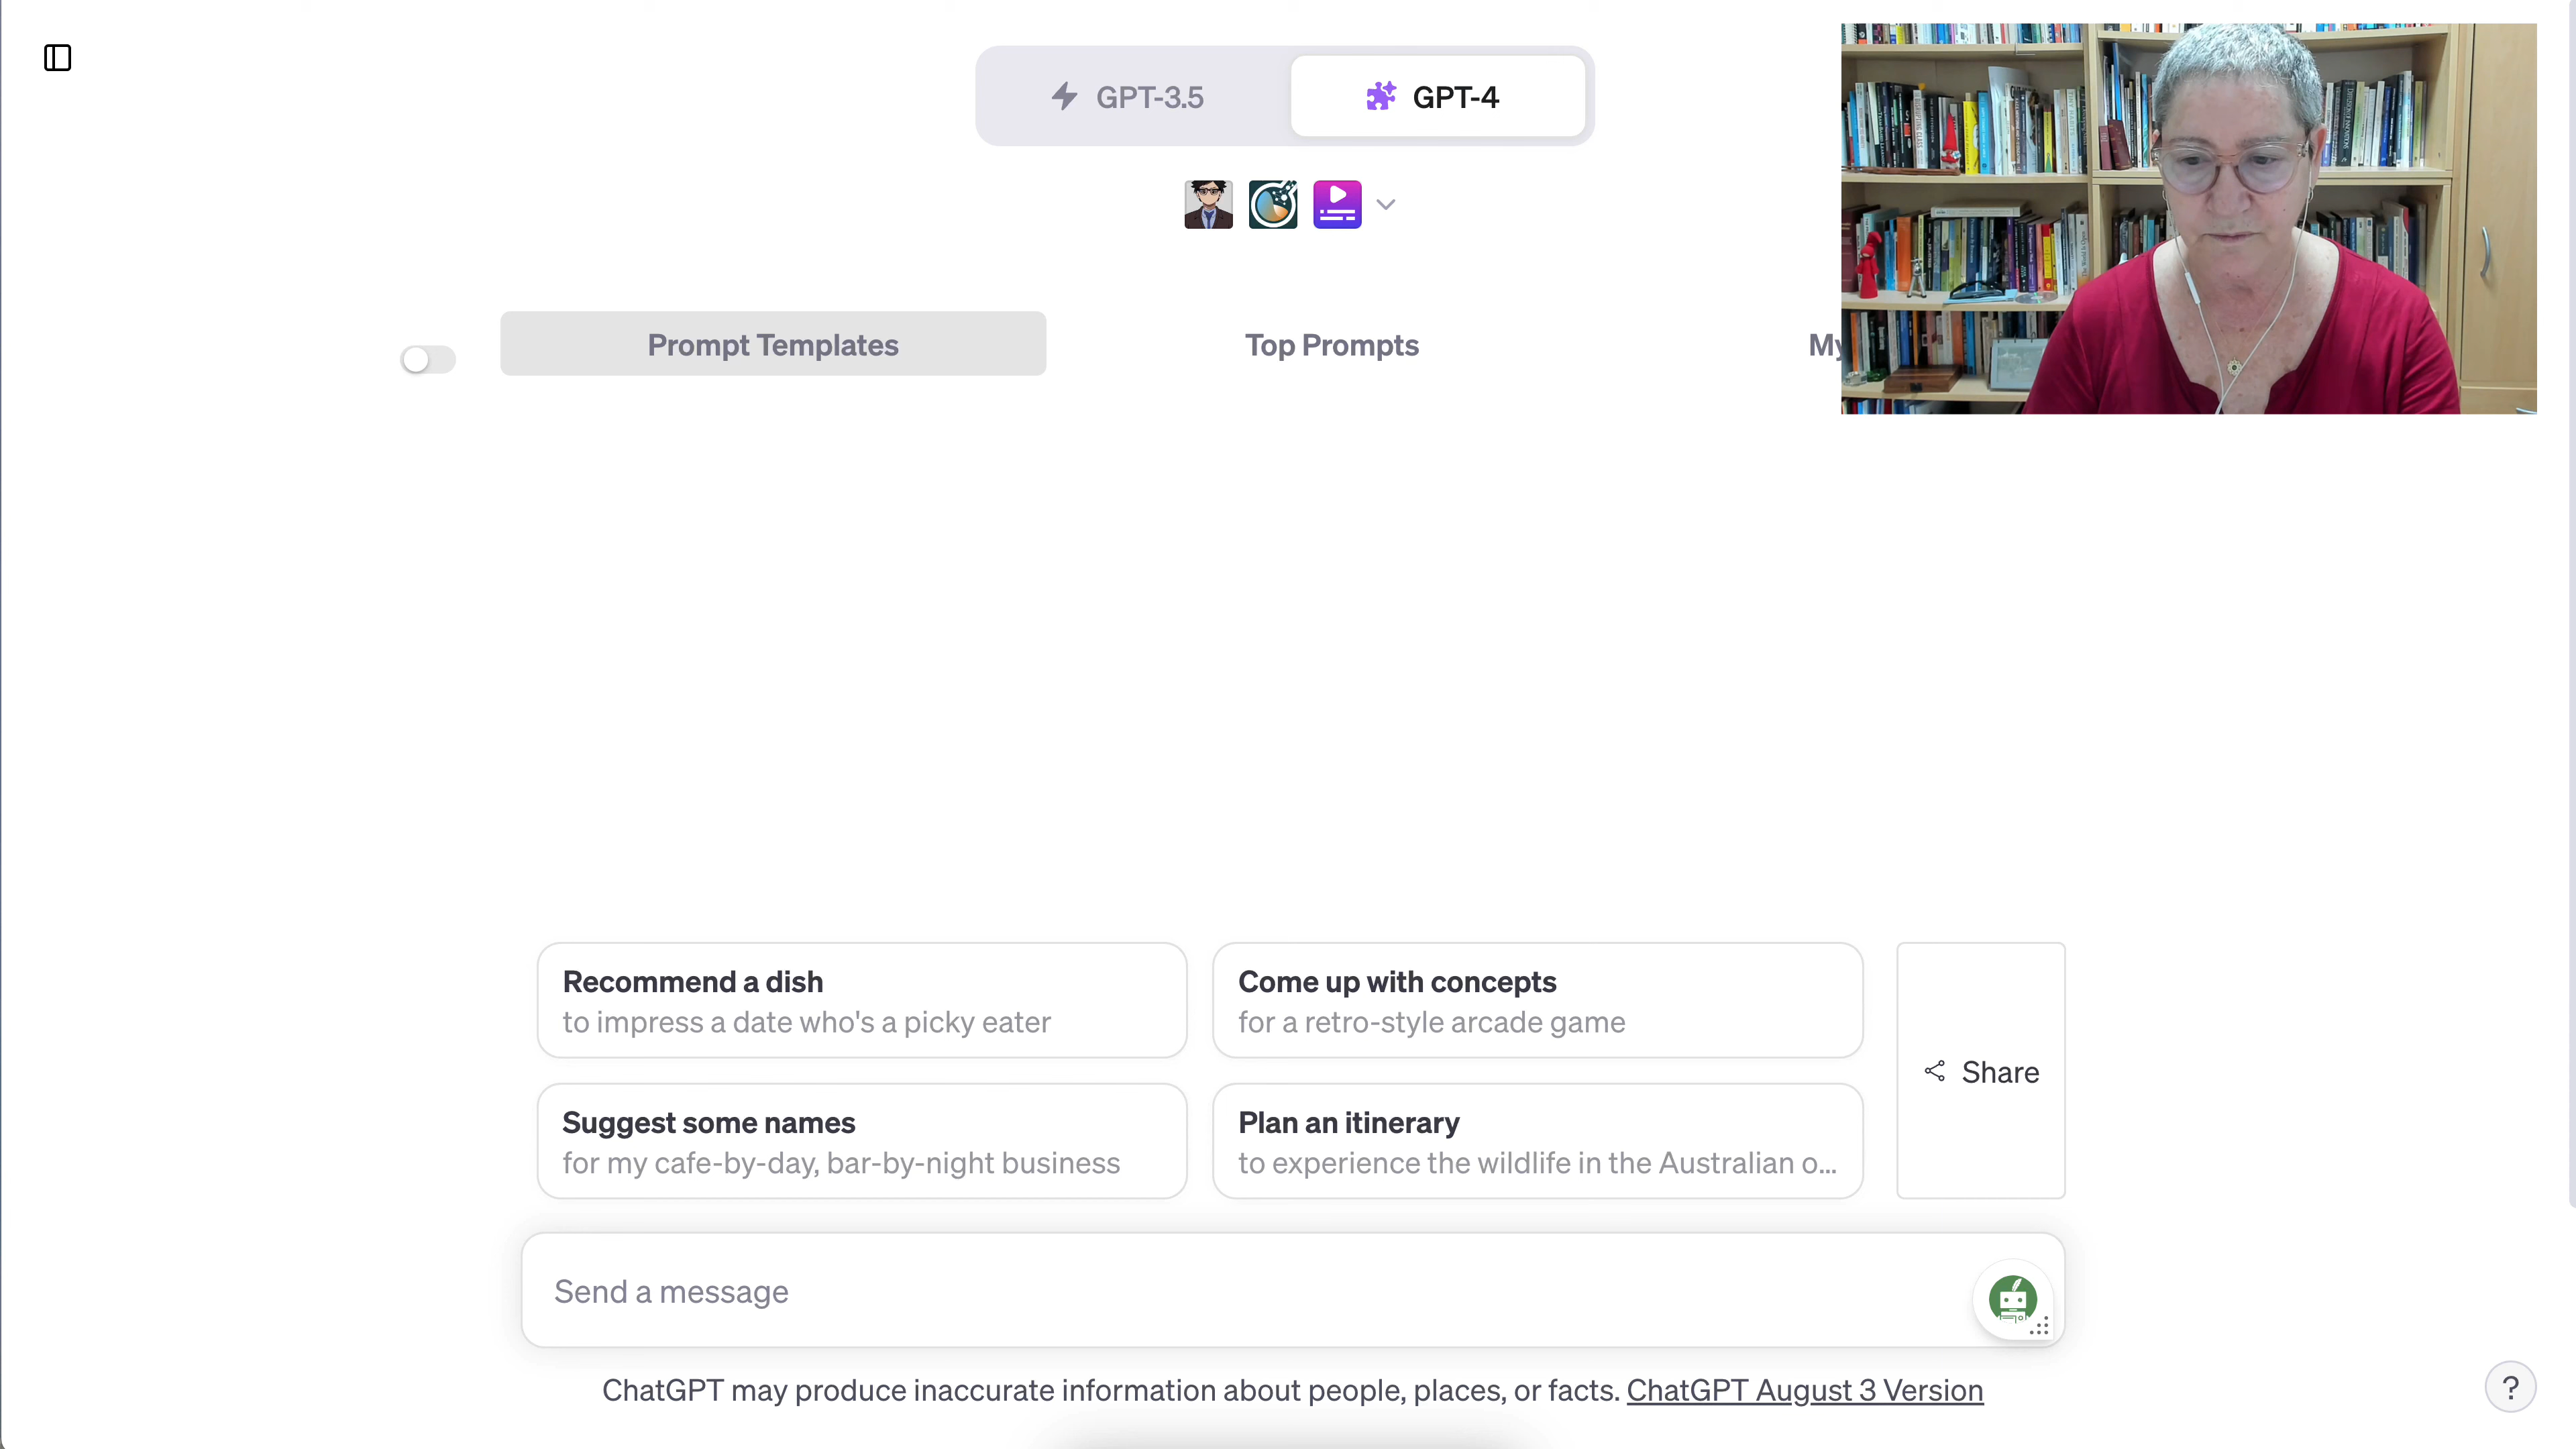 GPT-3.5
GPT-4
Prompt Templates
Top Prompts
My
Recommend a dish
to impress a date who's a picky eater
Come up with concepts
for a retro-style arcade game
Suggest some names
for my cafe-by-day, bar-by-night business
Plan an itinerary
to experience the wildlife in the Australian o...
Share
Send a message
ChatGPT may produce inaccurate information about people, places, or facts. ChatGPT August 3 Version
?